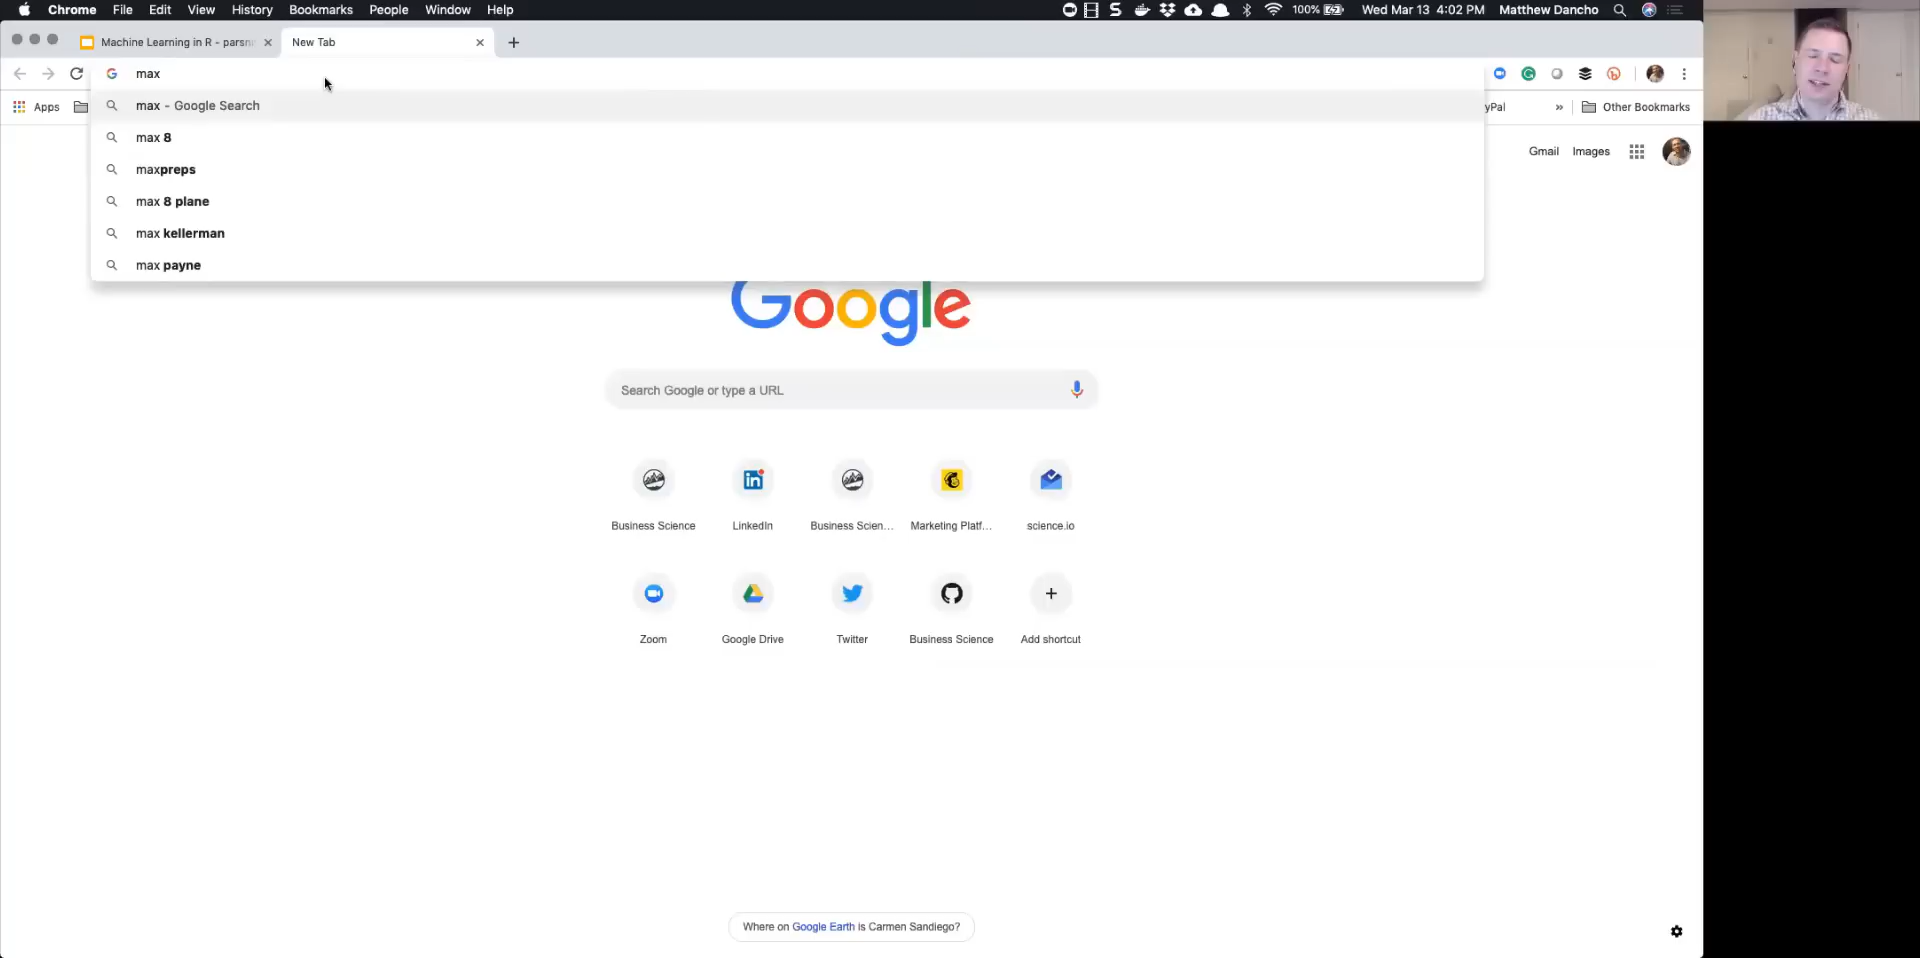 Chrome File Edit View History Bookmarks People Window Help 100% Wed Mar 13 4:02 PM Matthew Dancho
Machine Learning in R - parsni
New Tab
max
Apps
yPal
» Other Bookmarks
max - Google Search
max 8
maxpreps
max 8 plane
max kellerman
max payne
Gmail Images
Google
Search Google or type a URL
Business Science LinkedIn Business Scien... Marketing Platf... science.io
Zoom Google Drive Twitter Business Science Add shortcut
Where on Google Earth is Carmen Sandiego?